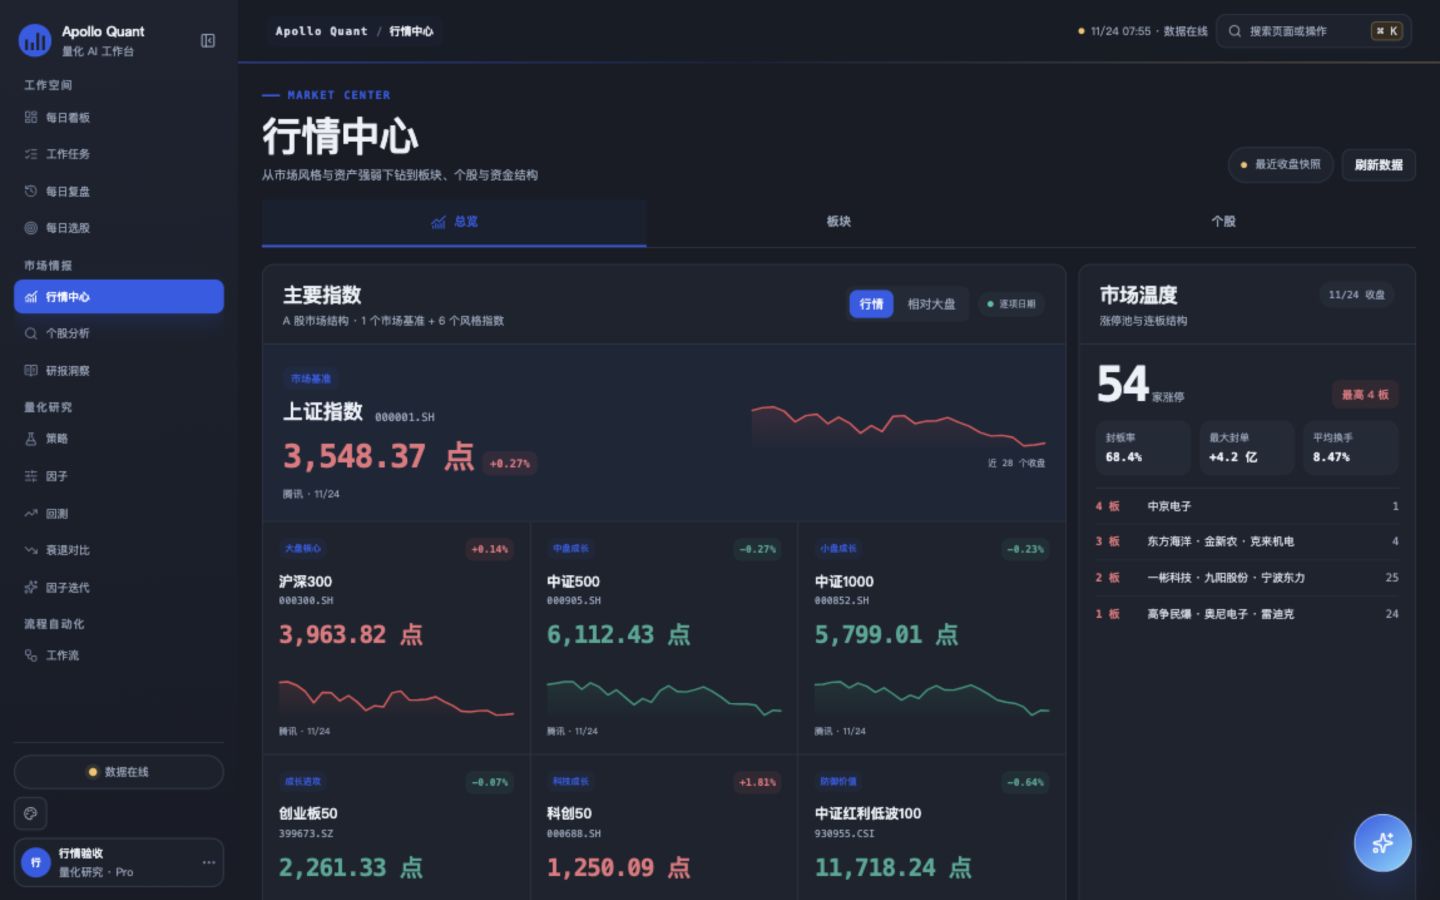 Apollo Quant
量化 AI 工作台
工作空间
每日看板
工作任务
每日复盘
每日选股
市场情报
行情中心
个股分析
研报洞察
量化研究
策略
因子
回测
衰退对比
因子迭代
流程自动化
工作流
数据在线
行
行情验收
量化研究 · Pro
Apollo Quant / 行情中心
11/24 07:55 · 数据在线
搜索页面或操作
⌘ K
MARKET CENTER
行情中心
从市场风格与资产强弱下钻到板块、个股与资金结构
最近收盘快照
刷新数据
总览
板块
个股
主要指数
A 股市场结构 · 1 个市场基准 + 6 个风格指数
行情
相对大盘
逐项日期
市场基准
上证指数 000001.SH
3,548.37 点 +0.27%
腾讯 · 11/24
近 28 个收盘
大盘核心 +0.14%
沪深300
000300.SH
3,963.82 点
腾讯 · 11/24
中盘成长 -0.27%
中证500
000905.SH
6,112.43 点
腾讯 · 11/24
小盘成长 -0.23%
中证1000
000852.SH
5,799.01 点
腾讯 · 11/24
成长进攻 -0.07%
创业板50
399673.SZ
2,261.33 点
科技成长 +1.81%
科创50
000688.SH
1,250.09 点
防御价值 -0.64%
中证红利低波100
930955.CSI
11,718.24 点
市场温度
涨停池与连板结构
11/24 收盘
54 家涨停
最高 4 板
封板率
68.4%
最大封单
+4.2 亿
平均换手
8.47%
4 板 中京电子 1
3 板 东方海洋 · 金新农 · 克来机电 4
2 板 一彬科技 · 九阳股份 · 宁波东力 25
1 板 高争民爆 · 奥尼电子 · 雷迪克 24